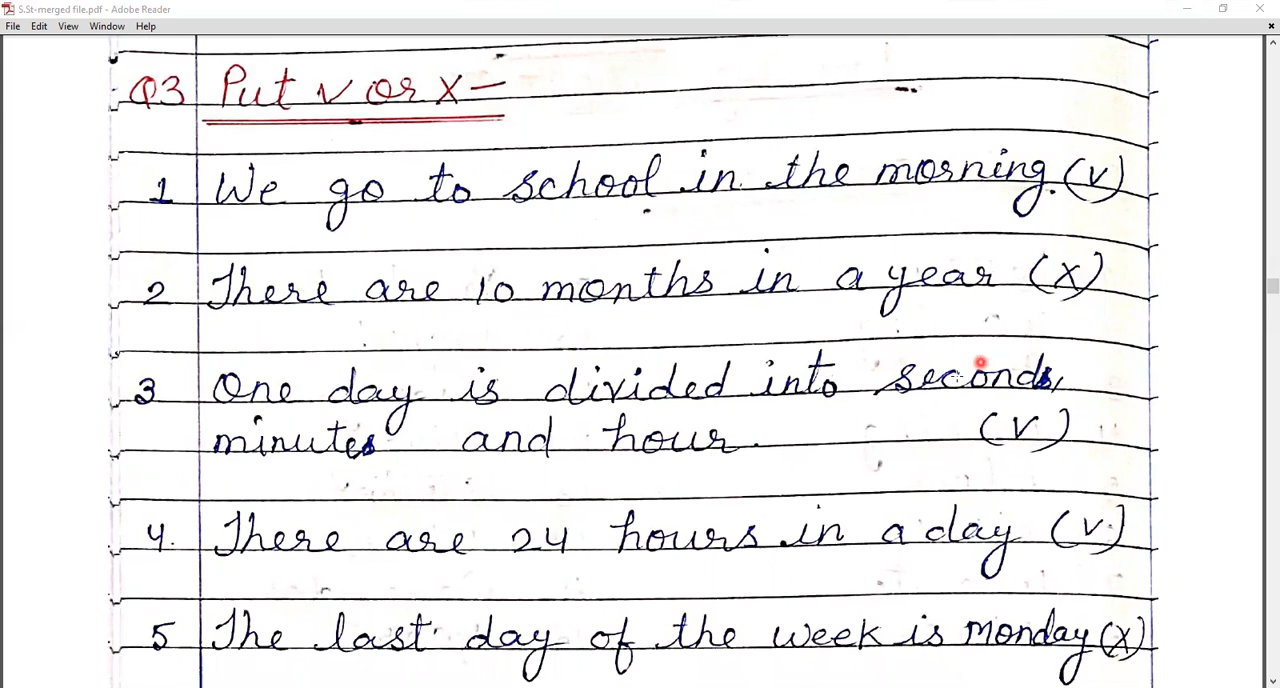 S.St-merged file.pdf - Adobe Reader
File Edit View Window Help
Q3 Put √ or X –
1 We go to school in the morning. (√)
2 There are 10 months in a year (X)
3 One day is divided into seconds,
minutes and hour. (√)
4. There are 24 hours in a day (√)
5 The last day of the week is monday (X)